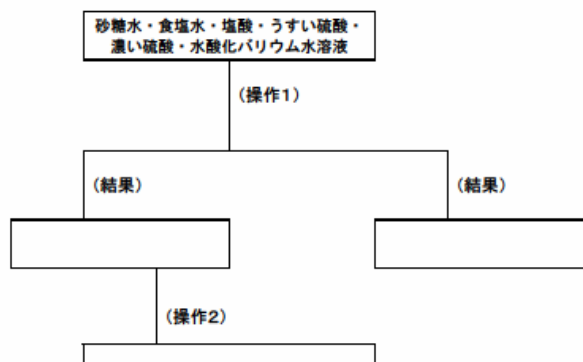 砂糖水・食塩水・塩酸・うすい硫酸・
濃い硫酸・水酸化バリウム水溶液
(操作1)
(結果)
(結果)
(操作2)